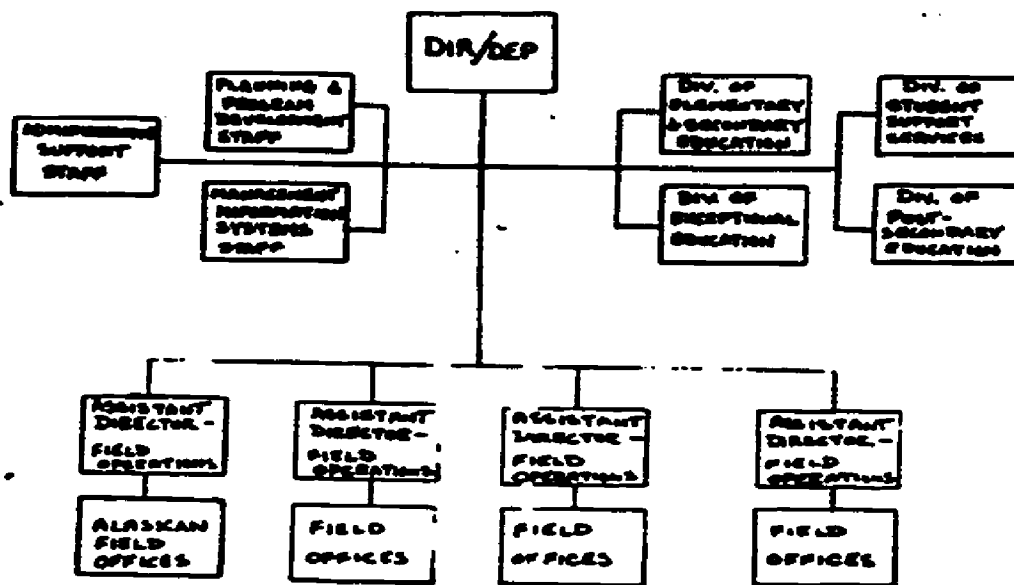 DIR/DEP
PLANNING &
PROGRAM
DEVELOPMENT
STAFF
DIV. OF
ELEMENTARY
& SECONDARY
EDUCATION
DIV. OF
STUDENT
SUPPORT
SERVICES
ADMINISTRATIVE
SUPPORT
STAFF
MANAGEMENT
INFORMATION
SYSTEMS
STAFF
DIV. OF
EXCEPTIONAL
EDUCATION
DIV. OF
POST-
SECONDARY
EDUCATION
ASSISTANT
DIRECTOR-
FIELD
OPERATIONS
ASSISTANT
DIRECTOR-
FIELD
OPERATIONS
ASSISTANT
DIRECTOR-
FIELD
OPERATIONS
ASSISTANT
DIRECTOR-
FIELD
OPERATIONS
ALASKAN
FIELD
OFFICES
FIELD
OFFICES
FIELD
OFFICES
FIELD
OFFICES